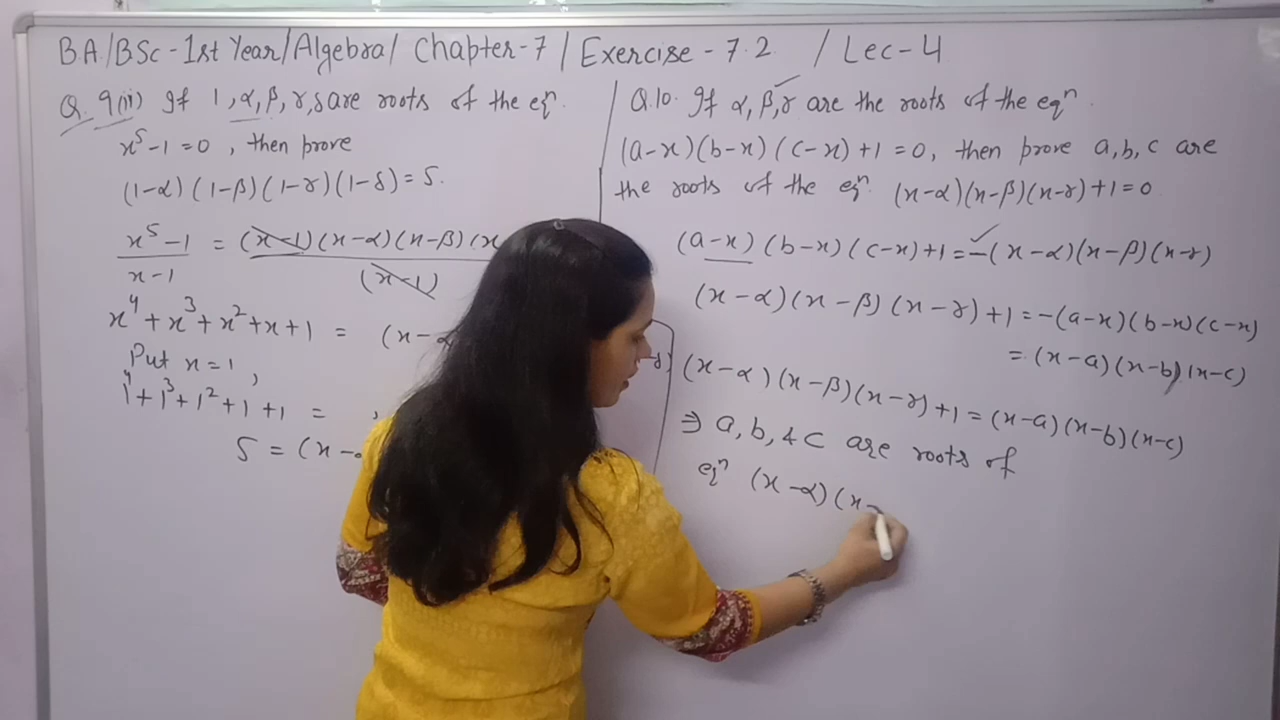 B.A./BSc-1st Year/Algebra/ Chapter-7/Exercise-7.2 /Lec-4
Q.9(ii) If 1,α,β,γ,δ are roots of the eqⁿ.
x⁵-1=0, then prove
(1-α)(1-β)(1-γ)(1-δ)=5.
x⁵-1 = (x-1)(x-α)(x-β)(x
x-1 (x-1)
x⁴+x³+x²+x+1 = (x-α
Put x=1,
1⁴+1³+1²+1+1 =
5 = (x-
Q.10. If α,β,γ are the roots of the eqⁿ.
(a-x)(b-x)(c-x)+1=0, then prove a,b,c are
the roots of the eqⁿ. (x-α)(x-β)(x-γ)+1=0
(a-x)(b-x)(c-x)+1=-(x-α)(x-β)(x-γ)
(x-α)(x-β)(x-γ)+1=-(a-x)(b-x)(c-x)
=(x-a)(x-b)(x-c)
(x-α)(x-β)(x-γ)+1=(x-a)(x-b)(x-c)
⇒ a,b,&c are roots of
eqⁿ (x-α)(x-